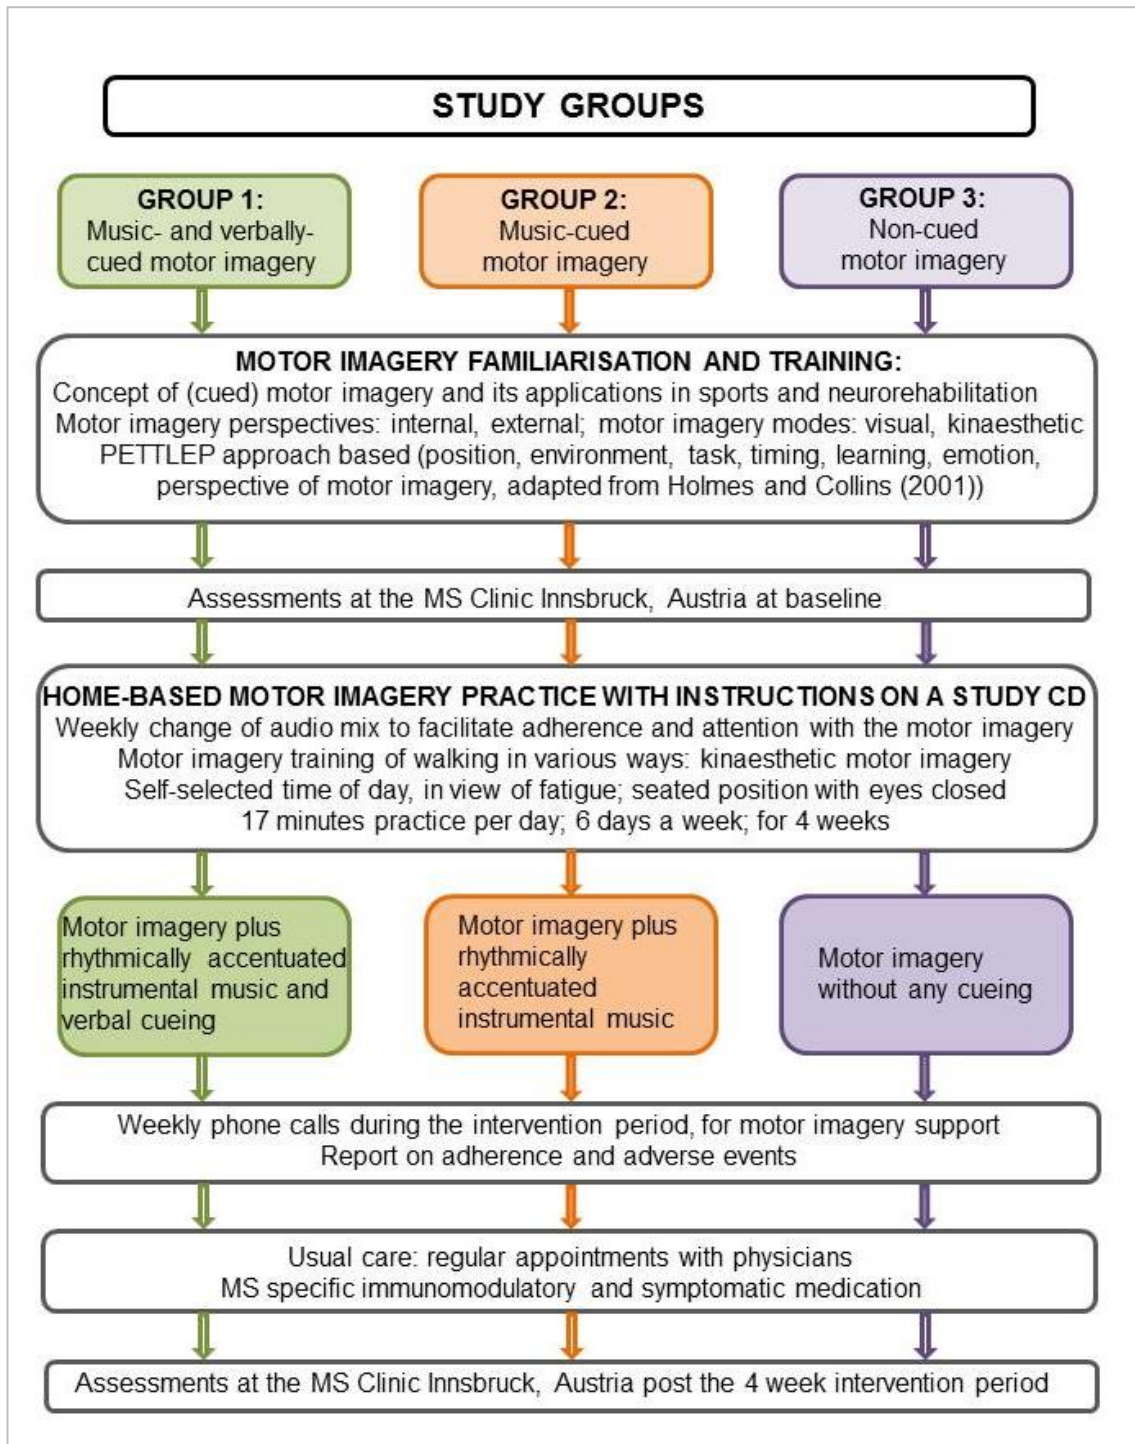 STUDY GROUPS
GROUP 1:
Music- and verbally-
cued motor imagery
GROUP 2:
Music-cued
motor imagery
GROUP 3:
Non-cued
motor imagery
MOTOR IMAGERY FAMILIARISATION AND TRAINING:
Concept of (cued) motor imagery and its applications in sports and neurorehabilitation
Motor imagery perspectives: internal, external; motor imagery modes: visual, kinaesthetic
PETTLEP approach based (position, environment, task, timing, learning, emotion,
perspective of motor imagery, adapted from Holmes and Collins (2001))
Assessments at the MS Clinic Innsbruck, Austria at baseline
HOME-BASED MOTOR IMAGERY PRACTICE WITH INSTRUCTIONS ON A STUDY CD
Weekly change of audio mix to facilitate adherence and attention with the motor imagery
Motor imagery training of walking in various ways: kinaesthetic motor imagery
Self-selected time of day, in view of fatigue; seated position with eyes closed
17 minutes practice per day; 6 days a week; for 4 weeks
Motor imagery plus
rhythmically accentuated
instrumental music and
verbal cueing
Motor imagery plus
rhythmically
accentuated
instrumental music
Motor imagery
without any cueing
Weekly phone calls during the intervention period, for motor imagery support
Report on adherence and adverse events
Usual care: regular appointments with physicians
MS specific immunomodulatory and symptomatic medication
Assessments at the MS Clinic Innsbruck, Austria post the 4 week intervention period